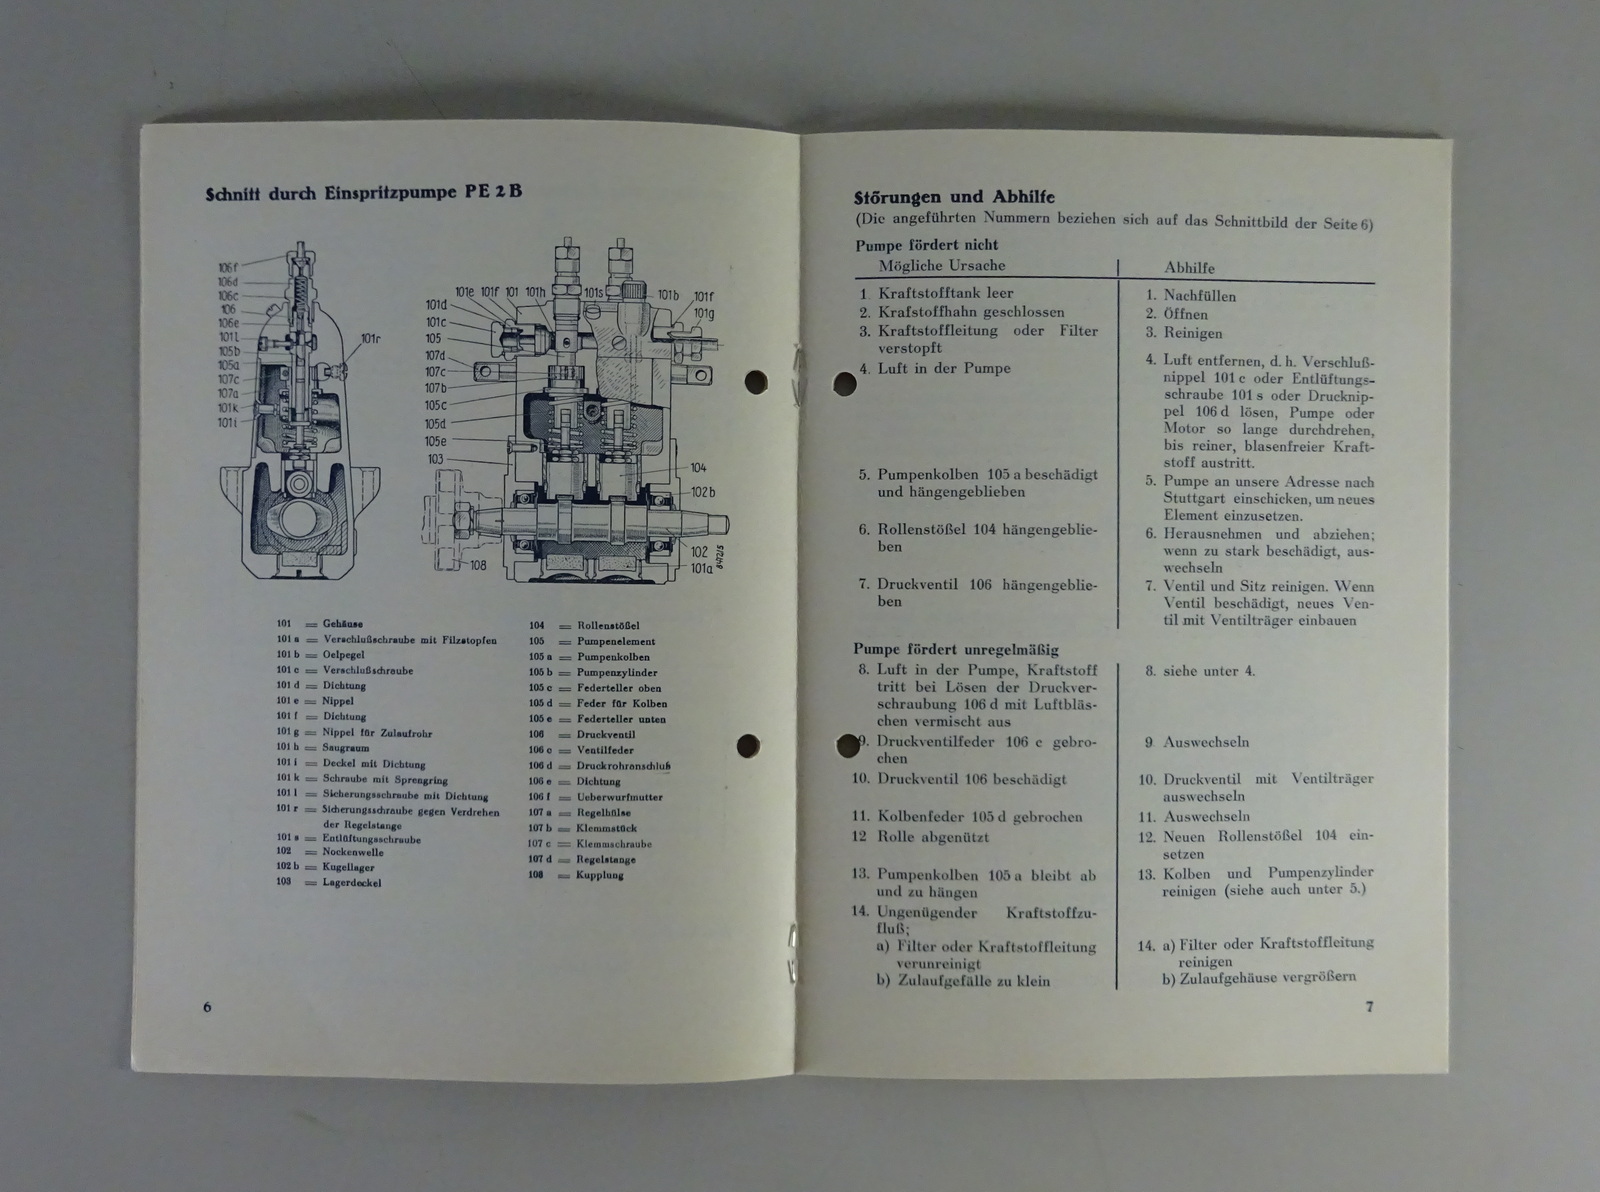 Schnitt durch Einspritzpumpe PE 2 B
106f
106d
106c
106
106e
101l
105b
105a
107c
107a
101k
101i
101r
101e 101f 101 101h 101s 101b 101f
101d
101g
101c
105
107d
107c
107b
105c
105d
105e
103
104
102b
102
101a
108
101 = Gehäuse
101 a = Verschlußschraube mit Filzstopfen
101 b = Oelpegel
101 c = Verschlußschraube
101 d = Dichtung
101 e = Nippel
101 f = Dichtung
101 g = Nippel für Zulaufrohr
101 h = Saugraum
101 i = Deckel mit Dichtung
101 k = Schraube mit Sprengring
101 l = Sicherungsschraube mit Dichtung
101 r = Sicherungsschraube gegen Verdrehen
der Regelstange
101 s = Entlüftungsschraube
102 = Nockenwelle
102 b = Kugellager
103 = Lagerdeckel
104 = Rollenstößel
105 = Pumpenelement
105 a = Pumpenkolben
105 b = Pumpenzylinder
105 c = Federteller oben
105 d = Feder für Kolben
105 e = Federteller unten
106 = Druckventil
106 c = Ventilfeder
106 d = Druckrohranschluß
106 e = Dichtung
106 f = Ueberwurfmutter
107 a = Regelhülse
107 b = Klemmstück
107 c = Klemmschraube
107 d = Regelstange
108 = Kupplung
6
Störungen und Abhilfe
(Die angeführten Nummern beziehen sich auf das Schnittbild der Seite 6)
Pumpe fördert nicht
Mögliche Ursache
1 Kraftstofftank leer
2. Krafstoffhahn geschlossen
3. Kraftstoffleitung oder Filter
verstopft
4. Luft in der Pumpe
5. Pumpenkolben 105 a beschädigt
und hängengeblieben
6. Rollenstößel 104 hängengeblie-
ben
7. Druckventil 106 hängengeblie-
ben
Abhilfe
1. Nachfüllen
2. Öffnen
3. Reinigen
4. Luft entfernen, d. h. Verschluß-
nippel 101 c oder Entlüftungs-
schraube 101 s oder Drucknip-
pel 106 d lösen, Pumpe oder
Motor so lange durchdrehen,
bis reiner, blasenfreier Kraft-
stoff austritt.
5. Pumpe an unsere Adresse nach
Stuttgart einschicken, um neues
Element einzusetzen.
6. Herausnehmen und abziehen;
wenn zu stark beschädigt, aus-
wechseln
7. Ventil und Sitz reinigen. Wenn
Ventil beschädigt, neues Ven-
til mit Ventilträger einbauen
Pumpe fördert unregelmäßig
8. Luft in der Pumpe, Kraftstoff
tritt bei Lösen der Druckver-
schraubung 106 d mit Luftbläs-
chen vermischt aus
9. Druckventilfeder 106 c gebro-
chen
10. Druckventil 106 beschädigt
11. Kolbenfeder 105 d gebrochen
12 Rolle abgenützt
13. Pumpenkolben 105 a bleibt ab
und zu hängen
14. Ungenügender Kraftstoffzu-
fluß;
a) Filter oder Kraftstoffleitung
verunreinigt
b) Zulaufgefälle zu klein
8. siehe unter 4.
9 Auswechseln
10. Druckventil mit Ventilträger
auswechseln
11. Auswechseln
12. Neuen Rollenstößel 104 ein-
setzen
13. Kolben und Pumpenzylinder
reinigen (siehe auch unter 5.)
14. a) Filter oder Kraftstoffleitung
reinigen
b) Zulaufgehäuse vergrößern
7